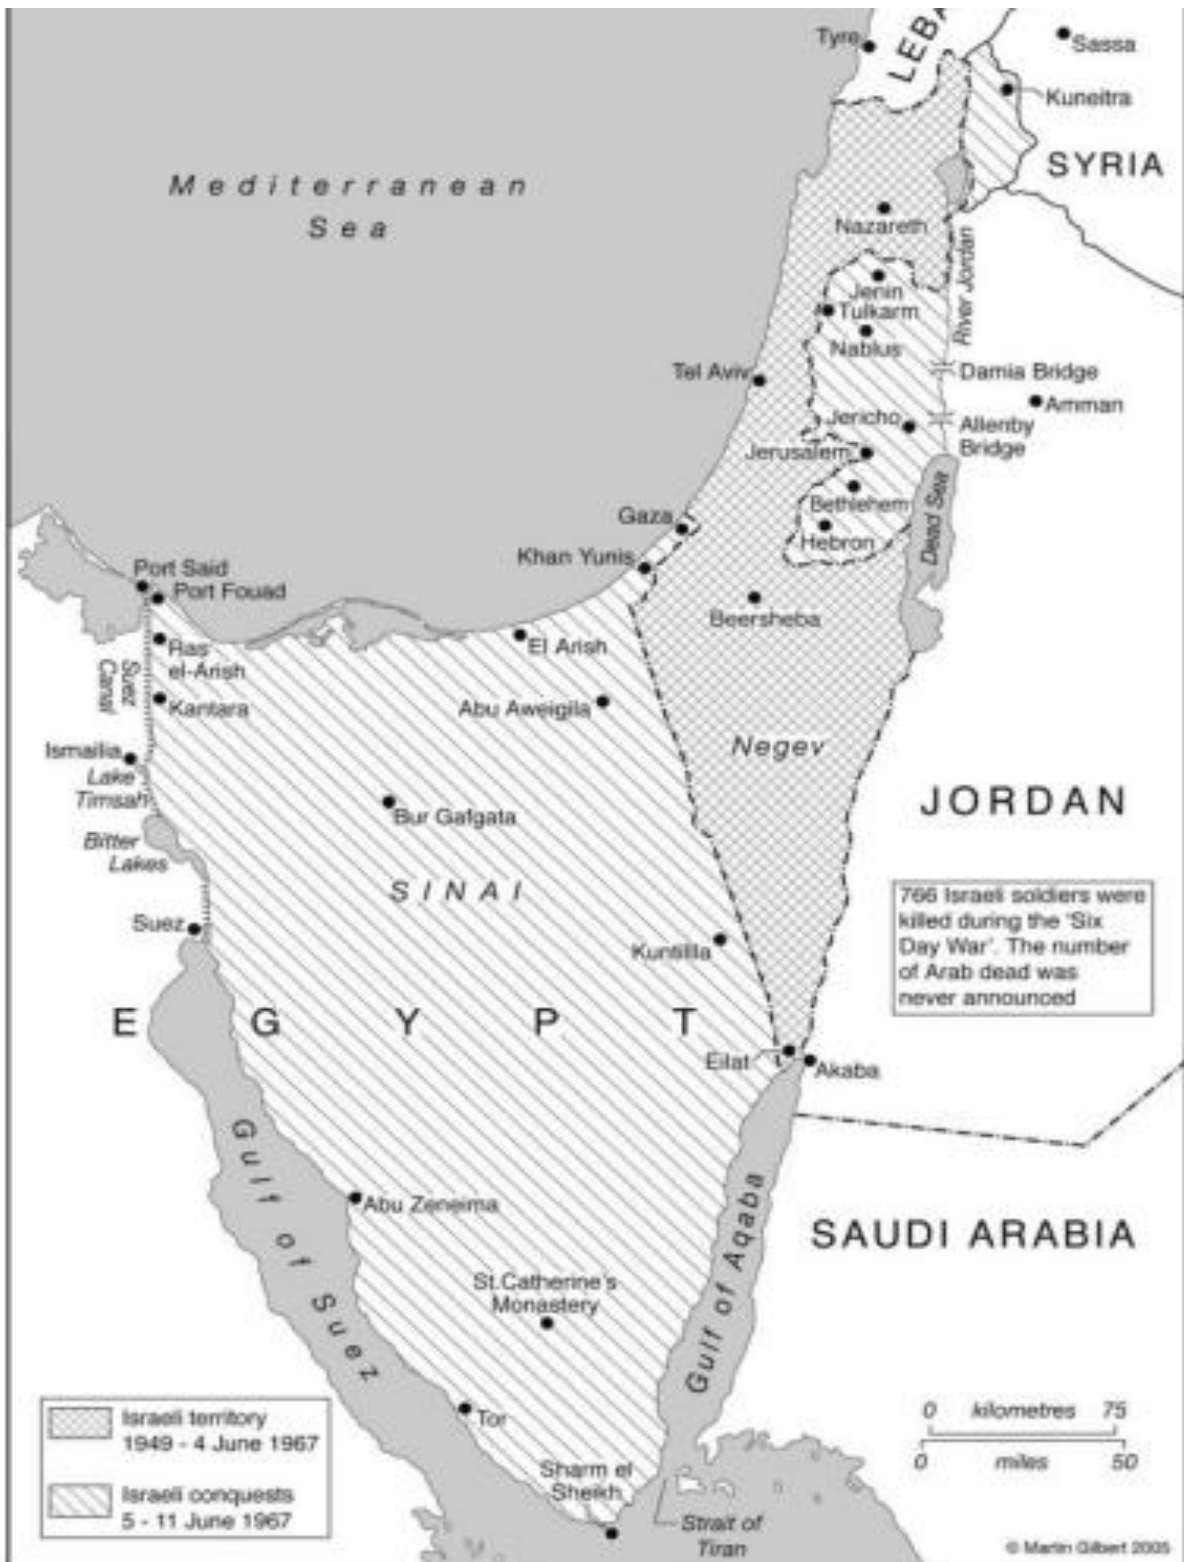 Tyre
LEBA
Sassa
Kuneitra
SYRIA
Mediterranean
Sea
Nazareth
River Jordan
Jenin
Tulkarm
Nablus
Tel Aviv
Damia Bridge
Amman
Jericho
Allenby
Bridge
Jerusalem
Bethlehem
Dead Sea
Gaza
Hebron
Khan Yunis
Port Said
Port Fouad
Beersheba
El Arish
Ras
el-Arish
Suez
Canal
Kantara
Abu Aweigila
Negev
Ismailia
Lake
Timsah
Bur Gafgata
JORDAN
Bitter
Lakes
SINAI
766 Israeli soldiers were
killed during the 'Six
Day War'. The number
of Arab dead was
never announced
Suez
Kuntilla
EGYPT
Eilat
Akaba
Gulf of Suez
Gulf of Aqaba
Abu Zeneima
SAUDI ARABIA
St.Catherine's
Monastery
Tor
Sharm el
Sheikh
Strait of
Tiran
Israeli territory
1949 - 4 June 1967
Israeli conquests
5 - 11 June 1967
0 kilometres 75
0 miles 50
© Martin Gilbert 2005